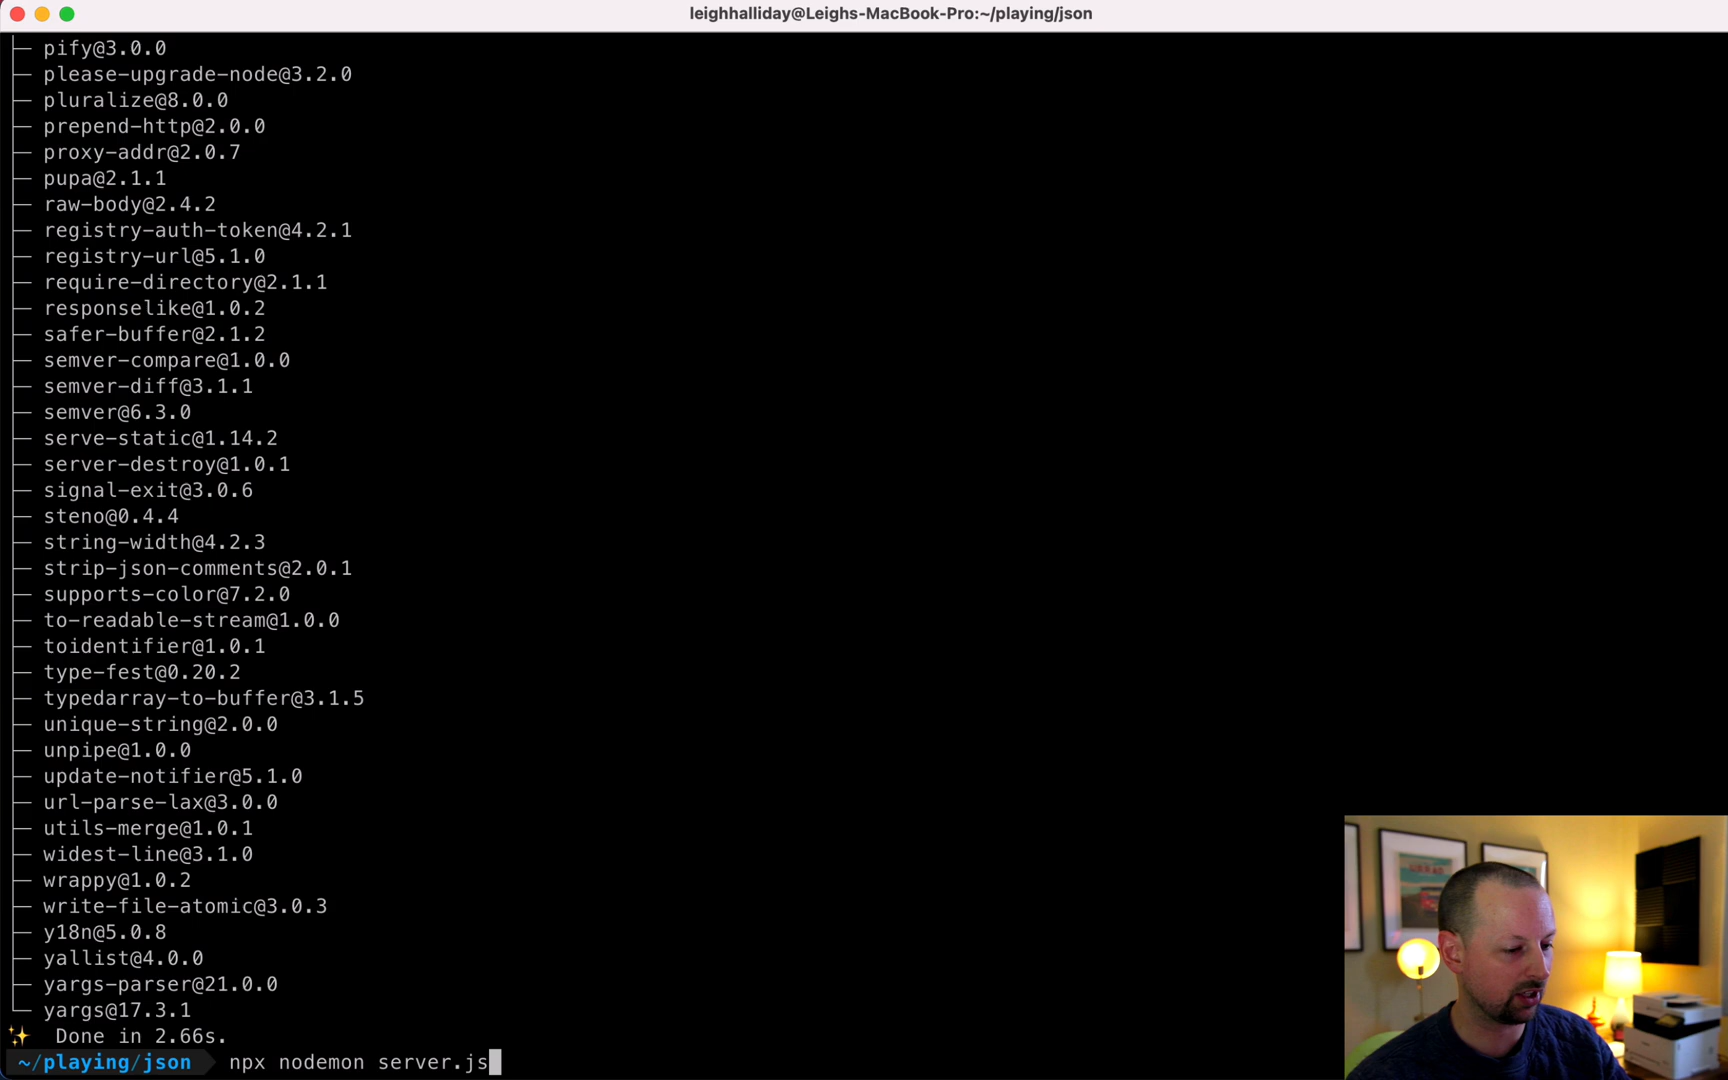 leighhalliday@Leighs-MacBook-Pro:~/playing/json
├─ pify@3.0.0
├─ please-upgrade-node@3.2.0
├─ pluralize@8.0.0
├─ prepend-http@2.0.0
├─ proxy-addr@2.0.7
├─ pupa@2.1.1
├─ raw-body@2.4.2
├─ registry-auth-token@4.2.1
├─ registry-url@5.1.0
├─ require-directory@2.1.1
├─ responselike@1.0.2
├─ safer-buffer@2.1.2
├─ semver-compare@1.0.0
├─ semver-diff@3.1.1
├─ semver@6.3.0
├─ serve-static@1.14.2
├─ server-destroy@1.0.1
├─ signal-exit@3.0.6
├─ steno@0.4.4
├─ string-width@4.2.3
├─ strip-json-comments@2.0.1
├─ supports-color@7.2.0
├─ to-readable-stream@1.0.0
├─ toidentifier@1.0.1
├─ type-fest@0.20.2
├─ typedarray-to-buffer@3.1.5
├─ unique-string@2.0.0
├─ unpipe@1.0.0
├─ update-notifier@5.1.0
├─ url-parse-lax@3.0.0
├─ utils-merge@1.0.1
├─ widest-line@3.1.0
├─ wrappy@1.0.2
├─ write-file-atomic@3.0.3
├─ y18n@5.0.8
├─ yallist@4.0.0
├─ yargs-parser@21.0.0
└─ yargs@17.3.1
✨ Done in 2.66s.
~/playing/json npx nodemon server.js